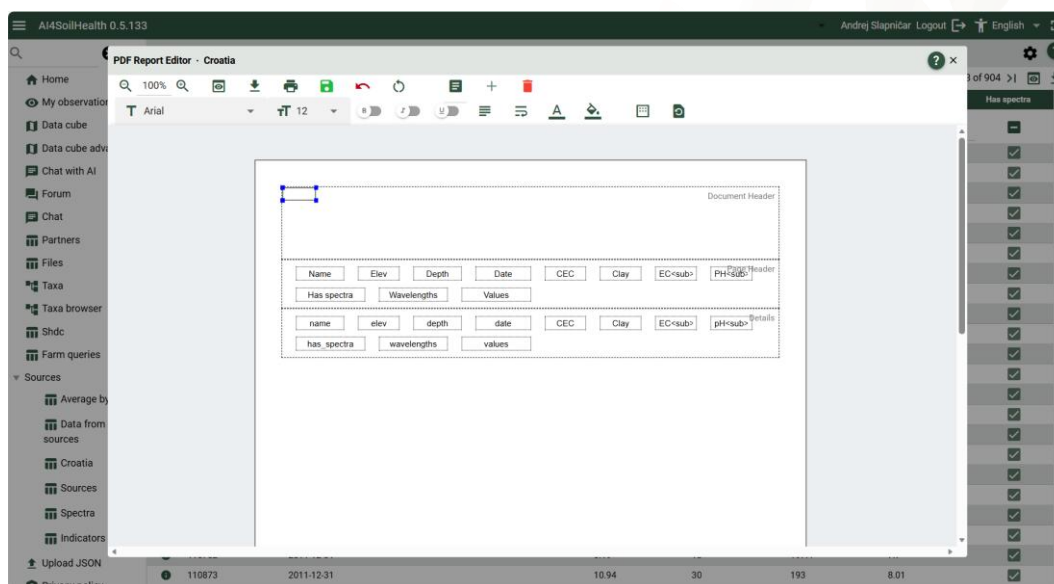 AI4SoilHealth 0.5.133
Andrej Slapničar Logout
English
PDF Report Editor · Croatia
100%
of 904
Arial
12
Has spectra
Home
My observation
Data cube
Data cube adva
Chat with AI
Forum
Chat
Partners
Files
Taxa
Taxa browser
Shdc
Farm queries
Sources
Average by
Data from
sources
Croatia
Sources
Spectra
Indicators
Upload JSON
Document Header
Page Header
Name Elev Depth Date CEC Clay EC<sub> PH<sub>
Has spectra Wavelengths Values
Details
name elev depth date CEC Clay EC<sub> pH<sub>
has_spectra wavelengths values
110873 2011-12-31 10.94 30 193 8.01